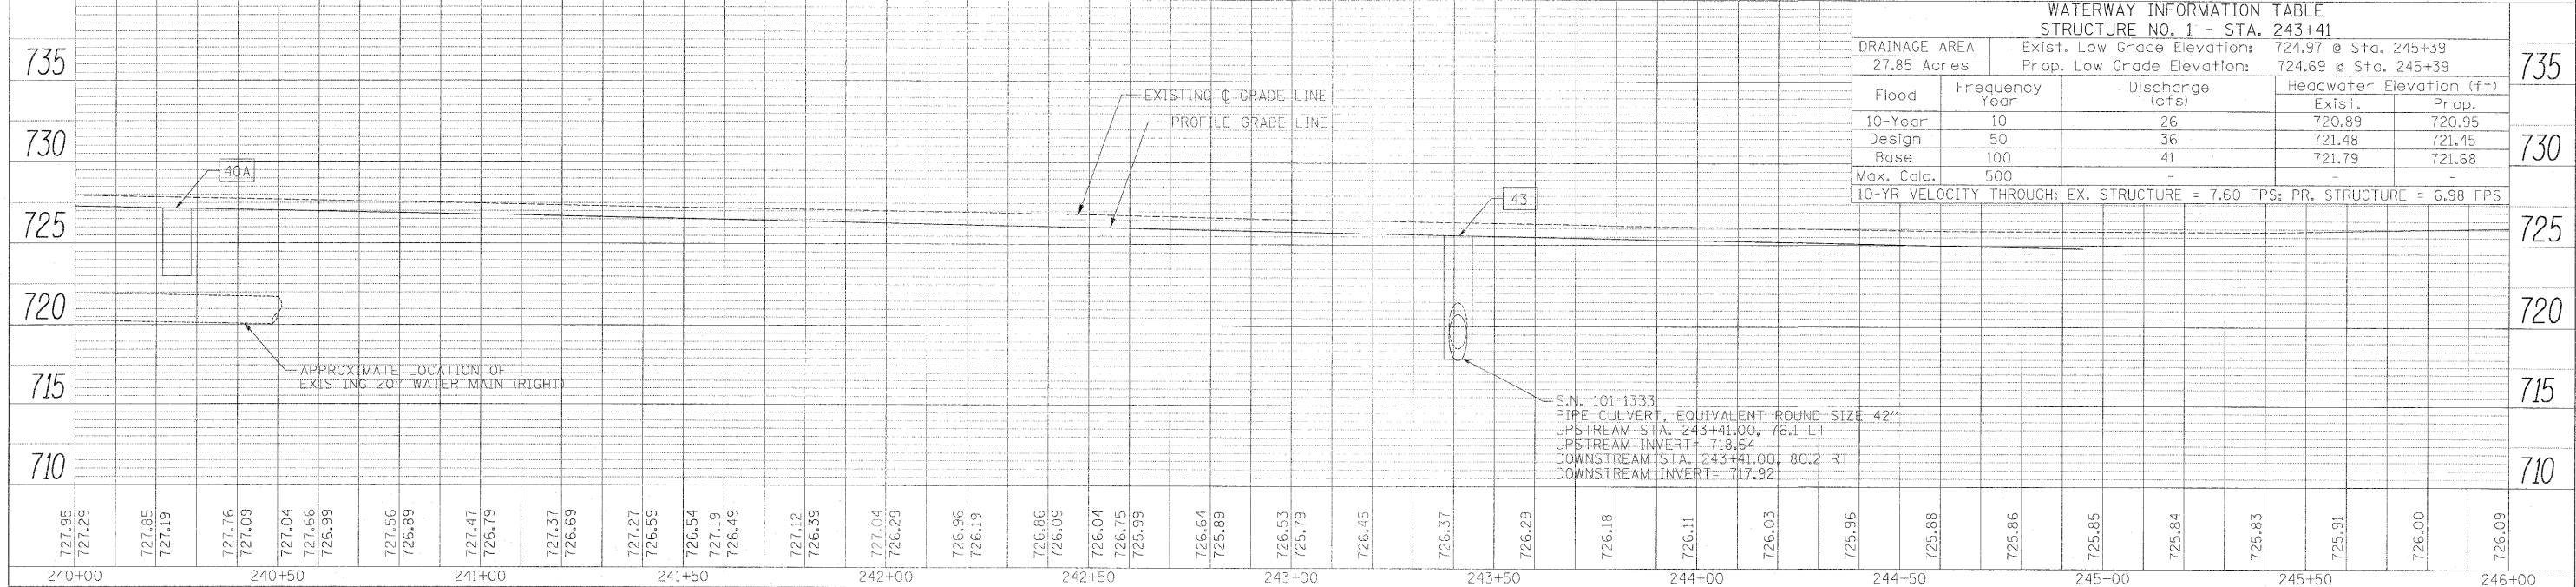 WATERWAY INFORMATION TABLE
STRUCTURE NO. 1 - STA. 243+41
DRAINAGE AREA Exist. Low Grade Elevation: 724.97 @ Sta. 245+39
27.85 Acres Prop. Low Grade Elevation: 724.69 @ Sta. 245+39
Flood Frequency Year Discharge (cfs) Headwater Elevation (ft)
Exist. Prop.
10-Year 10 26 720.89 720.95
Design 50 36 721.48 721.45
Base 100 41 721.79 721.68
Max. Calc. 500 - - -
10-YR VELOCITY THROUGH: EX. STRUCTURE = 7.60 FPS; PR. STRUCTURE = 6.98 FPS
735 735
730 730
725 725
720 720
715 715
710 710
EXISTING ℄ GRADE LINE
PROFILE GRADE LINE
40A
43
APPROXIMATE LOCATION OF
EXISTING 20" WATER MAIN (RIGHT)
S.N. 101-1333
PIPE CULVERT, EQUIVALENT ROUND SIZE 42"
UPSTREAM STA. 243+41.00, 76.1 LT
UPSTREAM INVERT= 718.64
DOWNSTREAM STA. 243+41.00, 80.2 RT
DOWNSTREAM INVERT= 717.92
727.95 727.29 727.85 727.19 727.76 727.09 727.04 727.66 726.99 727.56 726.89 727.47 726.79 727.37 726.69 727.27 726.59 726.54 727.19 726.49 727.12 726.39 727.04 726.29 726.96 726.19 726.86 726.09 726.04 726.75 725.99 726.64 725.89 726.53 725.79 726.45 726.37 726.29 726.18 726.11 726.03 725.96 725.88 725.86 725.85 725.84 725.83 725.91 726.00 726.09
240+00 240+50 241+00 241+50 242+00 242+50 243+00 243+50 244+00 244+50 245+00 245+50 246+00